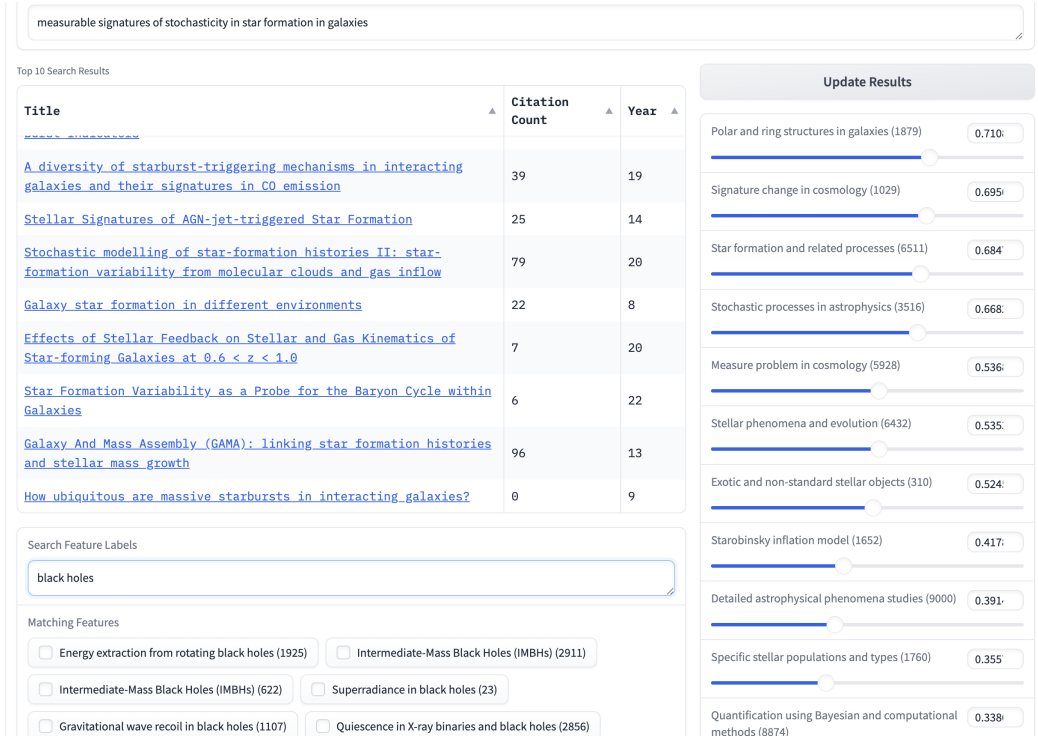 measurable signatures of stochasticity in star formation in galaxies
Top 10 Search Results
Title
Citation
Count
Year
Burst Indicators
A diversity of starburst-triggering mechanisms in interacting
galaxies and their signatures in CO emission
39
19
Stellar Signatures of AGN-jet-triggered Star Formation
25
14
Stochastic modelling of star-formation histories II: star-
formation variability from molecular clouds and gas inflow
79
20
Galaxy star formation in different environments
22
8
Effects of Stellar Feedback on Stellar and Gas Kinematics of
Star-forming Galaxies at 0.6 < z < 1.0
7
20
Star Formation Variability as a Probe for the Baryon Cycle within
Galaxies
6
22
Galaxy And Mass Assembly (GAMA): linking star formation histories
and stellar mass growth
96
13
How ubiquitous are massive starbursts in interacting galaxies?
0
9
Search Feature Labels
black holes
Matching Features
Energy extraction from rotating black holes (1925)
Intermediate-Mass Black Holes (IMBHs) (2911)
Intermediate-Mass Black Holes (IMBHs) (622)
Superradiance in black holes (23)
Gravitational wave recoil in black holes (1107)
Quiescence in X-ray binaries and black holes (2856)
Update Results
Polar and ring structures in galaxies (1879)
0.710
Signature change in cosmology (1029)
0.695
Star formation and related processes (6511)
0.684
Stochastic processes in astrophysics (3516)
0.668
Measure problem in cosmology (5928)
0.536
Stellar phenomena and evolution (6432)
0.535
Exotic and non-standard stellar objects (310)
0.524
Starobinsky inflation model (1652)
0.417
Detailed astrophysical phenomena studies (9000)
0.391
Specific stellar populations and types (1760)
0.355
Quantification using Bayesian and computational
methods (8874)
0.338